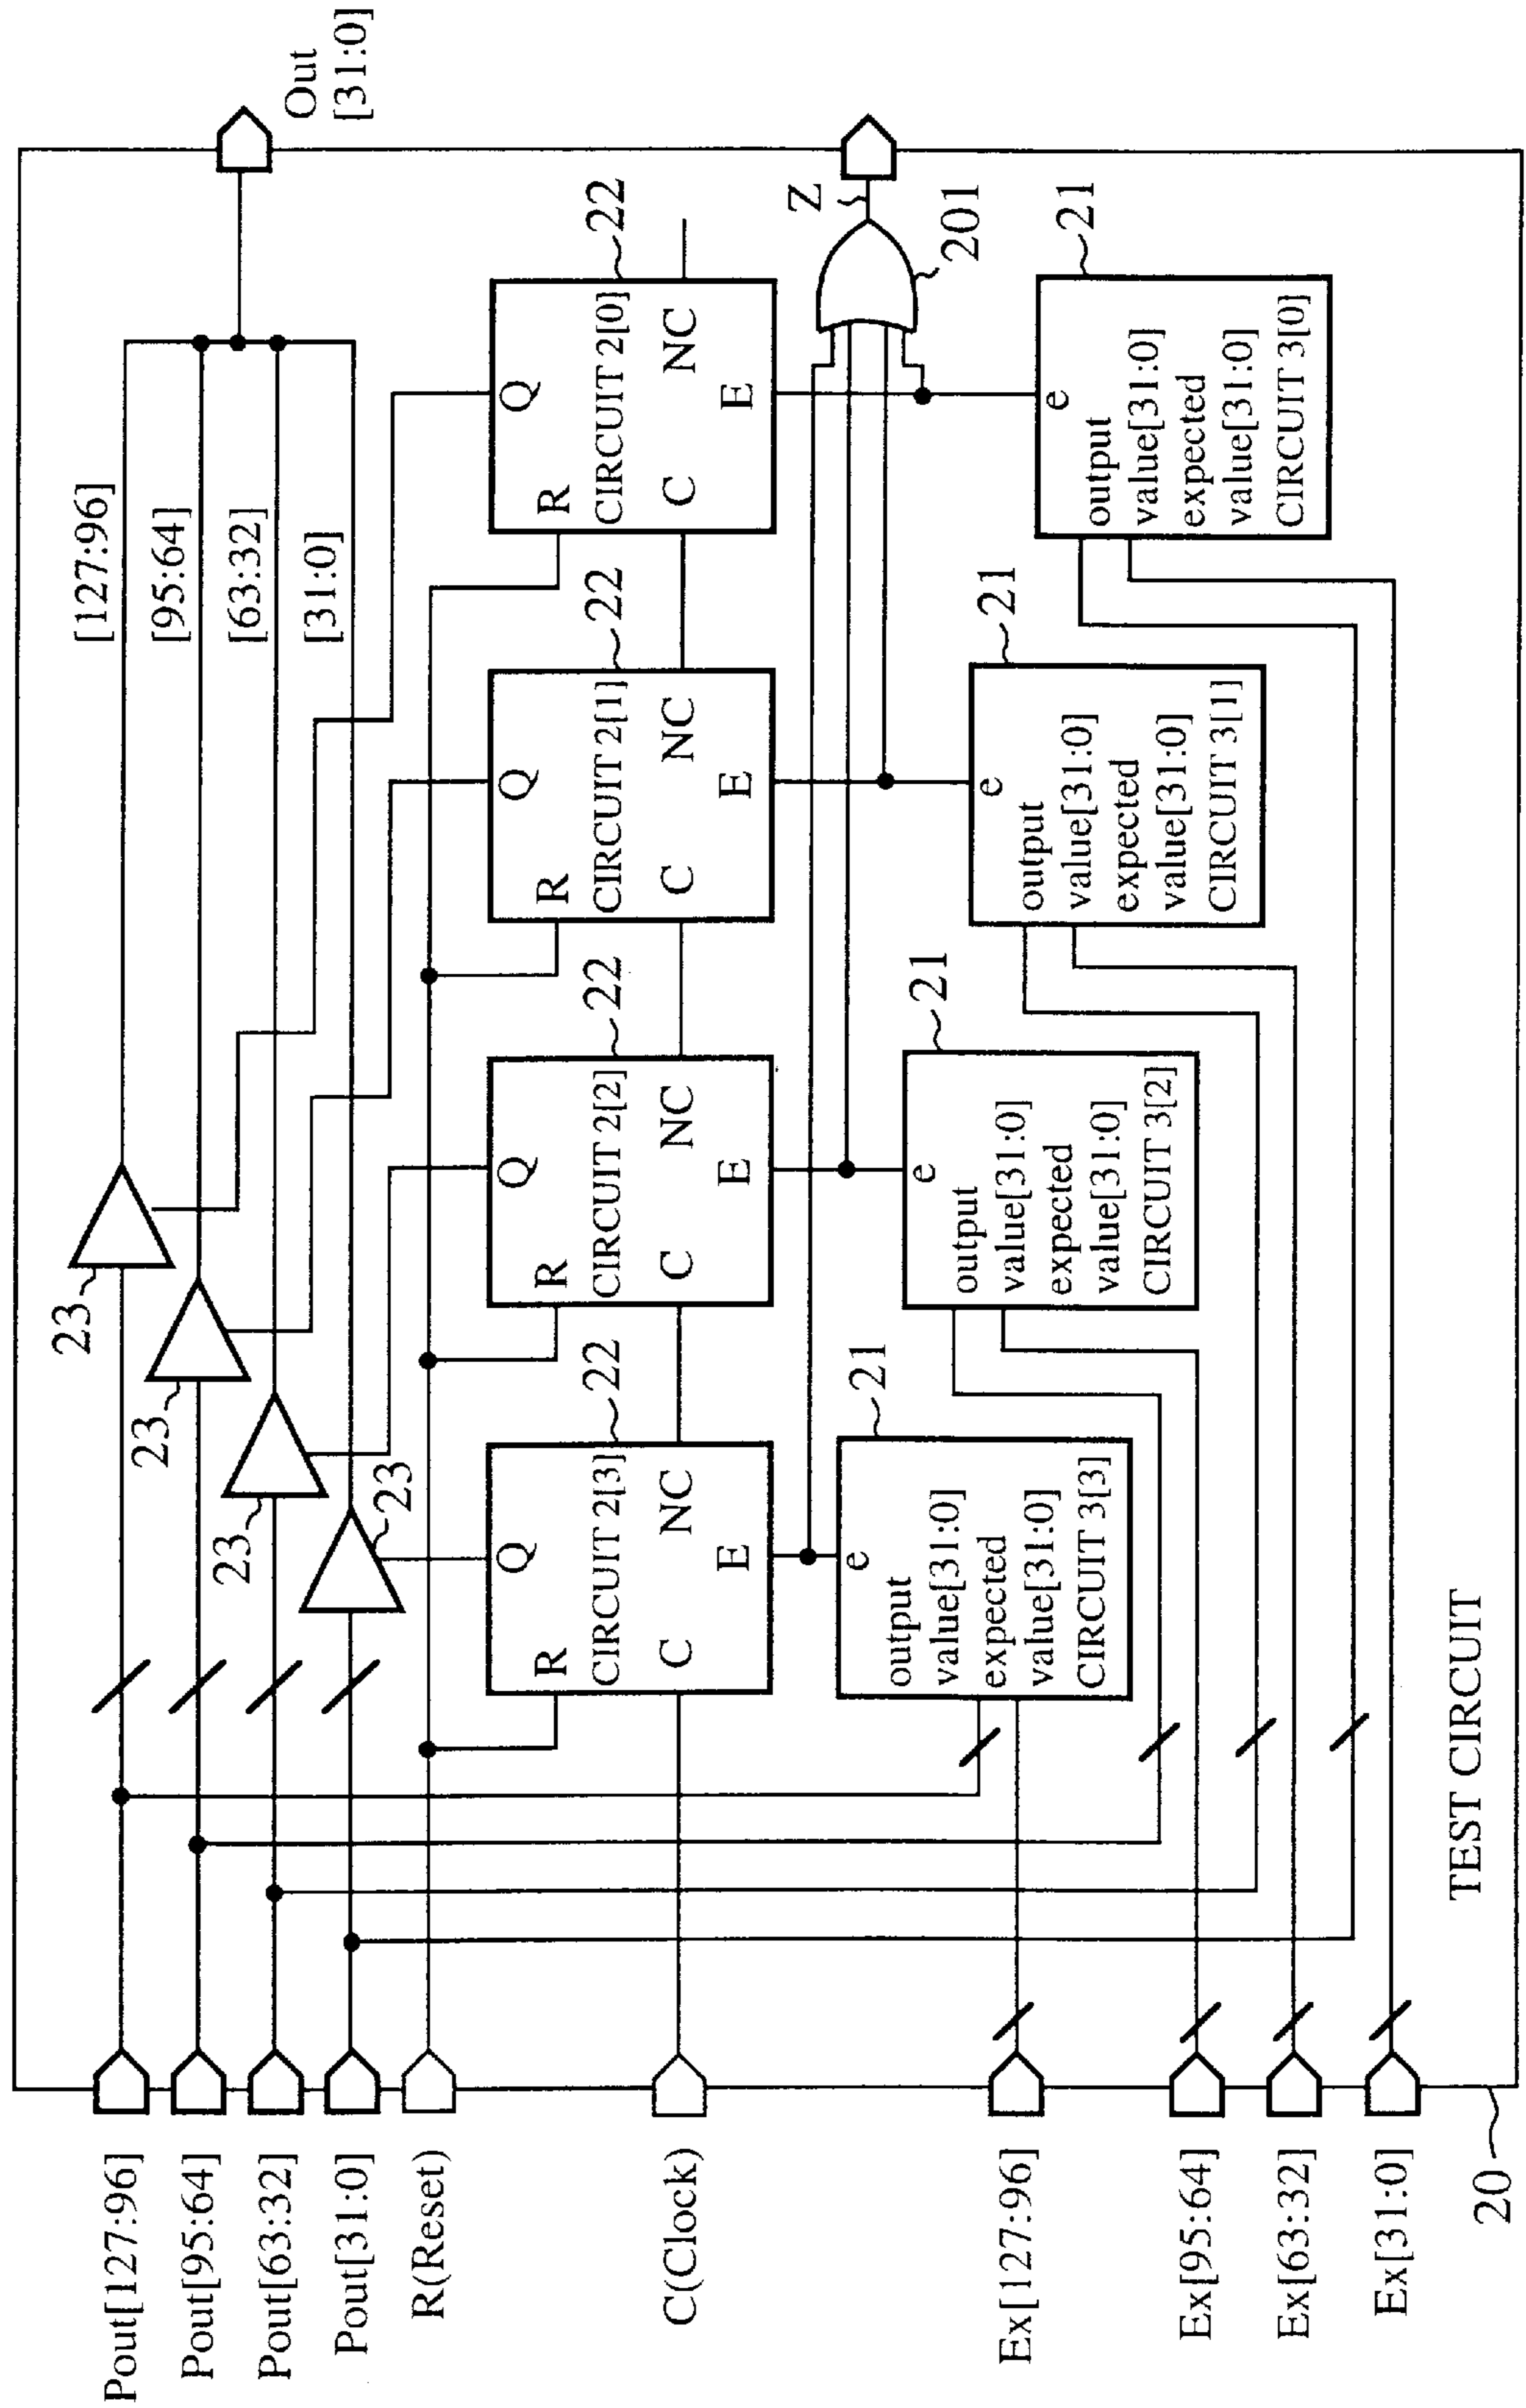 Pout[127:96]
Pout[95:64]
Pout[63:32]
Pout[31:0]
R(Reset)
C(Clock)
Ex[127:96]
Ex[95:64]
Ex[63:32]
Ex[31:0]
20
TEST CIRCUIT
23
23
23
23
[127:96]
[95:64]
[63:32]
[31:0]
Out
[31:0]
22
Q
R
CIRCUIT 2[3]
C
NC
E
22
Q
R
CIRCUIT 2[2]
C
NC
E
22
Q
R
CIRCUIT 2[1]
C
NC
E
22
Q
R
CIRCUIT 2[0]
C
NC
E
Z
201
21
e
output
value[31:0]
expected
value[31:0]
CIRCUIT 3[3]
21
e
output
value[31:0]
expected
value[31:0]
CIRCUIT 3[2]
21
e
output
value[31:0]
expected
value[31:0]
CIRCUIT 3[1]
21
e
output
value[31:0]
expected
value[31:0]
CIRCUIT 3[0]